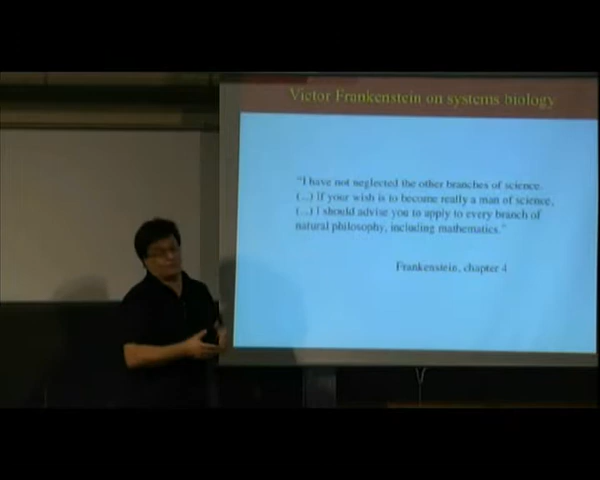 Victor Frankenstein on systems biology
"I have not neglected the other branches of science.
(...) if your wish is to become really a man of science,
(...) I should advise you to apply to every branch of
natural philosophy, including mathematics."
Frankenstein, chapter 4